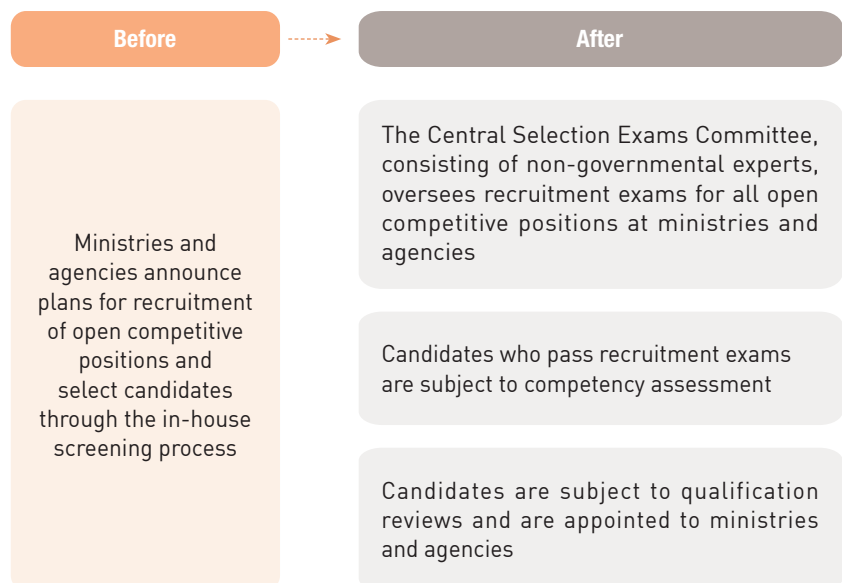 Before
After
Ministries and
agencies announce
plans for recruitment
of open competitive
positions and
select candidates
through the in-house
screening process
The Central Selection Exams Committee,
consisting of non-governmental experts,
oversees recruitment exams for all open
competitive positions at ministries and
agencies
Candidates who pass recruitment exams
are subject to competency assessment
Candidates are subject to qualification
reviews and are appointed to ministries
and agencies